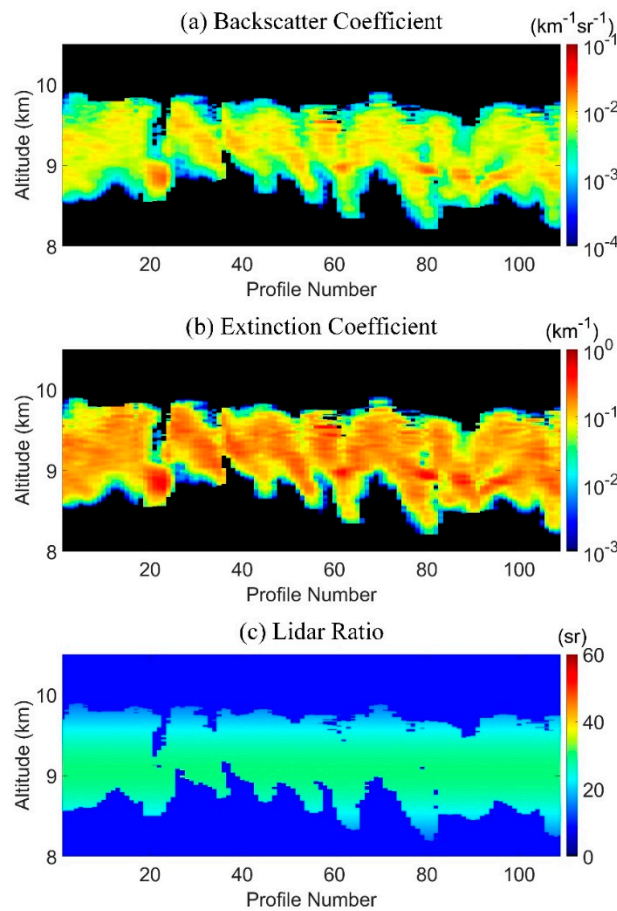 (a) Backscatter Coefficient
(km⁻¹sr⁻¹)
10⁻¹
10⁻²
10⁻³
10⁻⁴
Altitude (km)
10
9
8
20 40 60 80 100
Profile Number
(b) Extinction Coefficient
(km⁻¹)
10⁰
10⁻¹
10⁻²
10⁻³
Altitude (km)
10
9
8
20 40 60 80 100
Profile Number
(c) Lidar Ratio
(sr)
60
40
20
0
Altitude (km)
10
9
8
20 40 60 80 100
Profile Number